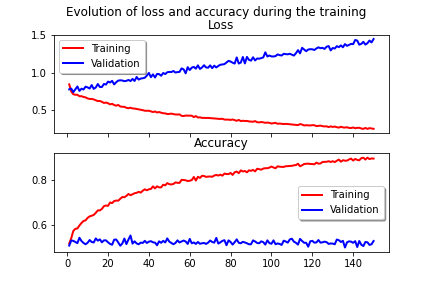 Evolution of loss and accuracy during the training
Loss
1.5
1.0
0.5
Training
Validation
Accuracy
0.8
0.6
Training
Validation
0 20 40 60 80 100 120 140